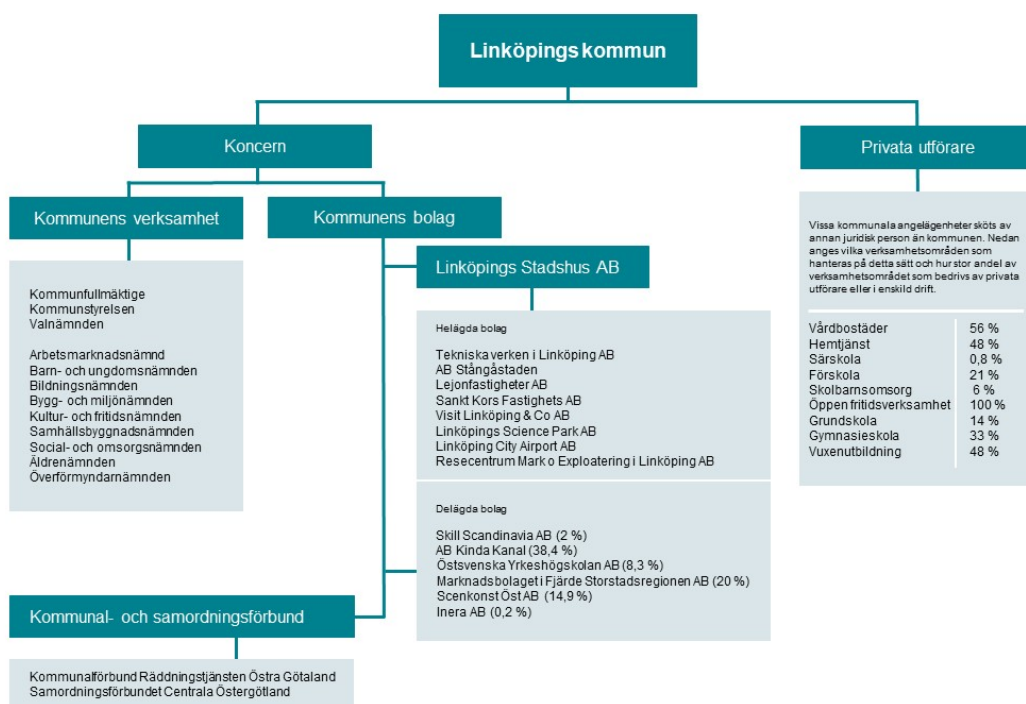 Linköpings kommun
Koncern
Privata utförare
Kommunens verksamhet
Kommunens bolag
Kommunfullmäktige
Kommunstyrelsen
Valnämnden
Arbetsmarknadsnämnd
Barn- och ungdomsnämnden
Bildningsnämnden
Bygg- och miljönämnden
Kultur- och fritidsnämnden
Samhällsbyggnadsnämnden
Social- och omsorgsnämnden
Äldrenämnden
Överförmyndarnämnden
Linköpings Stadshus AB
Helägda bolag
Tekniska verken i Linköping AB
AB Stångåstaden
Lejonfastigheter AB
Sankt Kors Fastighets AB
Visit Linköping & Co AB
Linköpings Science Park AB
Linköping City Airport AB
Resecentrum Mark o Exploatering i Linköping AB
Delägda bolag
Skill Scandinavia AB (2 %)
AB Kinda Kanal (38,4 %)
Östsvenska Yrkeshögskolan AB (8,3 %)
Marknadsbolaget i Fjärde Storstadsregionen AB (20 %)
Scenkonst Öst AB (14,9 %)
Inera AB (0,2 %)
Kommunal- och samordningsförbund
Kommunalförbund Räddningstjänsten Östra Götaland
Samordningsförbundet Centrala Östergötland
Vissa kommunala angelägenheter sköts av
annan juridisk person än kommunen. Nedan
anges vilka verksamhetsområden som
hanteras på detta sätt och hur stor andel av
verksamhetsområdet som bedrivs av privata
utförare eller i enskild drift.
Vårdbostäder 56 %
Hemtjänst 48 %
Särskola 0,8 %
Förskola 21 %
Skolbarnsomsorg 6 %
Öppen fritidsverksamhet 100 %
Grundskola 14 %
Gymnasieskola 33 %
Vuxenutbildning 48 %